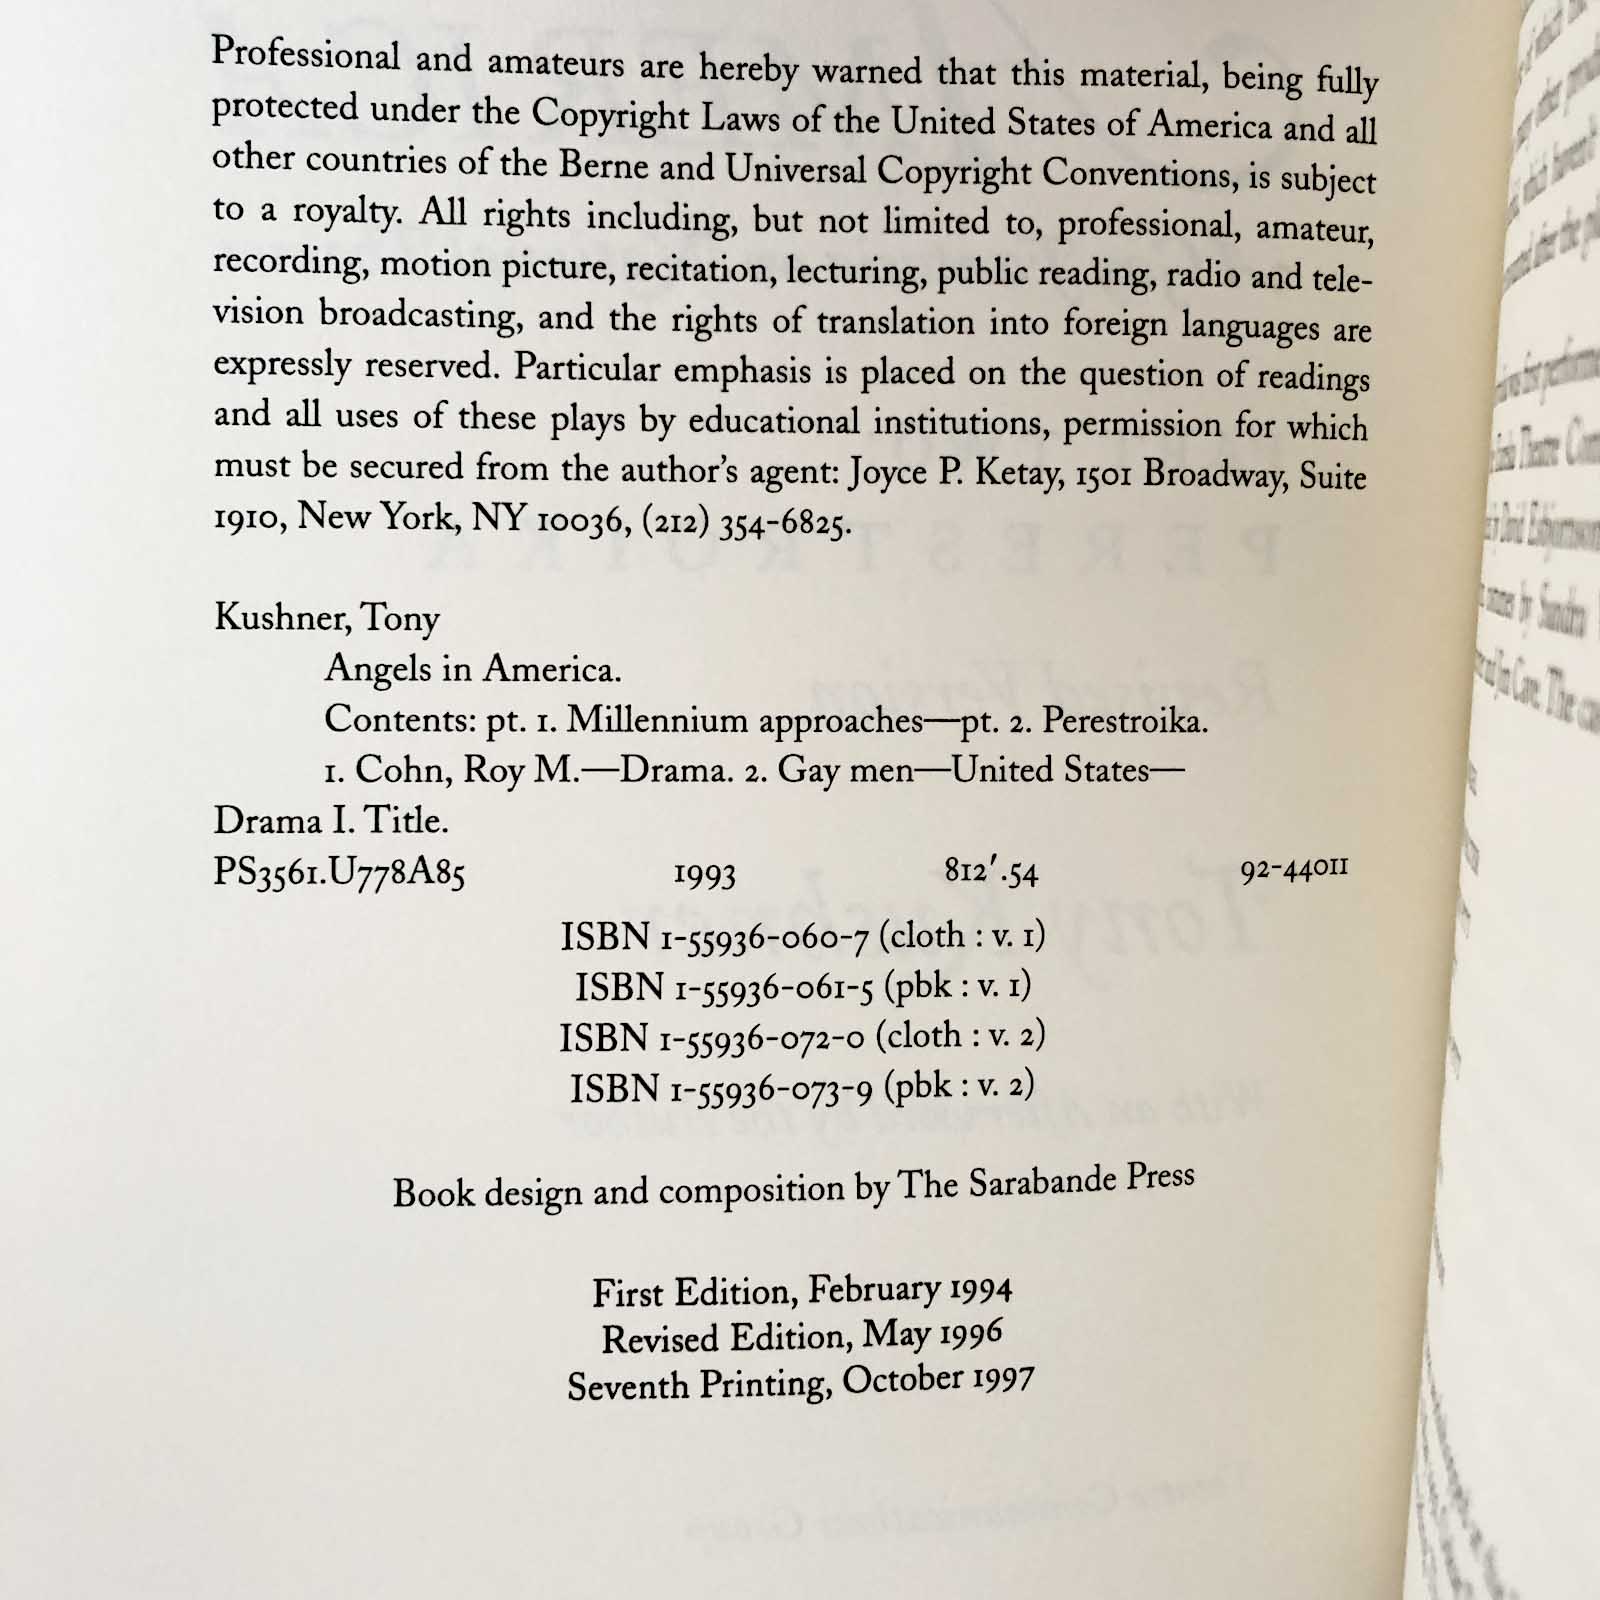 Professional and amateurs are hereby warned that this material, being fully
protected under the Copyright Laws of the United States of America and all
other countries of the Berne and Universal Copyright Conventions, is subject
to a royalty. All rights including, but not limited to, professional, amateur,
recording, motion picture, recitation, lecturing, public reading, radio and tele-
vision broadcasting, and the rights of translation into foreign languages are
expressly reserved. Particular emphasis is placed on the question of readings
and all uses of these plays by educational institutions, permission for which
must be secured from the author's agent: Joyce P. Ketay, 1501 Broadway, Suite
1910, New York, NY 10036, (212) 354-6825.
Kushner, Tony
Angels in America.
Contents: pt. 1. Millennium approaches—pt. 2. Perestroika.
1. Cohn, Roy M.—Drama. 2. Gay men—United States—
Drama I. Title.
PS3561.U778A85 1993 812′.54 92-44011
ISBN 1-55936-060-7 (cloth : v. 1)
ISBN 1-55936-061-5 (pbk : v. 1)
ISBN 1-55936-072-0 (cloth : v. 2)
ISBN 1-55936-073-9 (pbk : v. 2)
Book design and composition by The Sarabande Press
First Edition, February 1994
Revised Edition, May 1996
Seventh Printing, October 1997